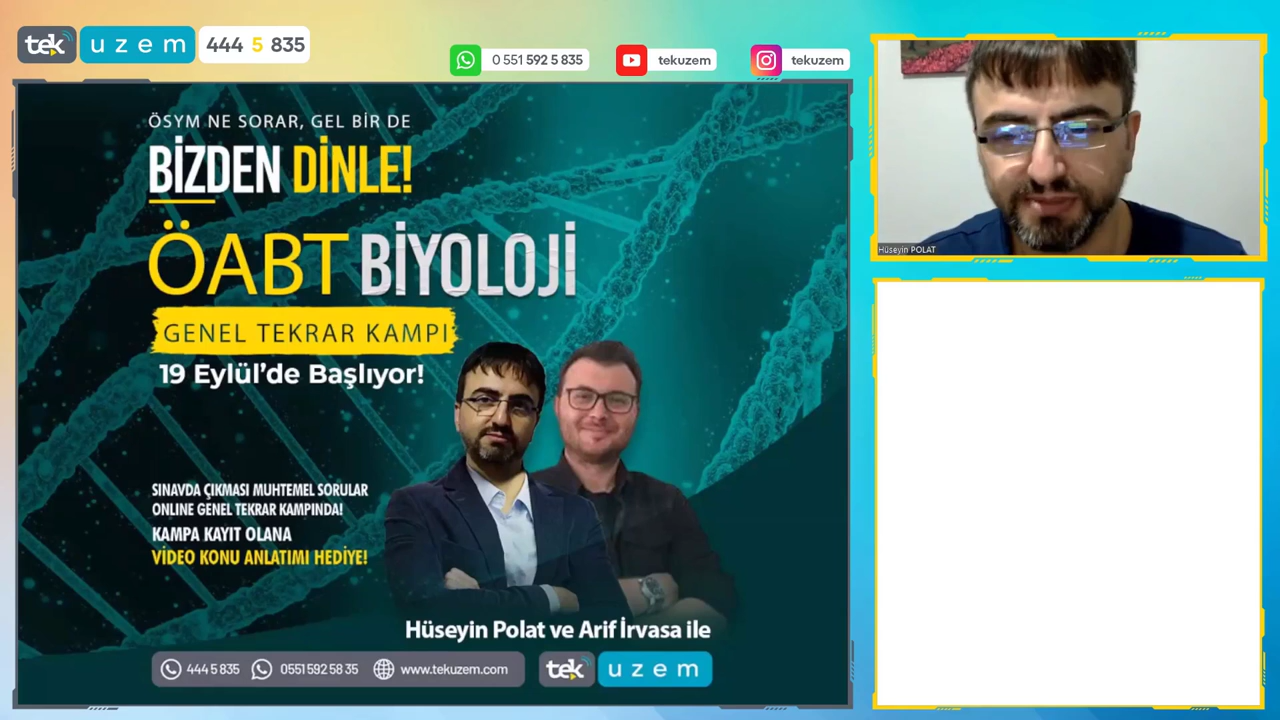 tek uzem 444 5 835
0 551 592 5 835
tekuzem
tekuzem
ÖSYM NE SORAR, GEL BİR DE
BİZDEN DİNLE!
ÖABT BİYOLOJİ
GENEL TEKRAR KAMPI
19 Eylül'de Başlıyor!
SINAVDA ÇIKMASI MUHTEMEL SORULAR
ONLINE GENEL TEKRAR KAMPINDA!
KAMPA KAYIT OLANA
VİDEO KONU ANLATIMI HEDİYE!
Hüseyin Polat ve Arif İrvasa ile
444 5 835 0551 592 58 35 www.tekuzem.com tek uzem
Hüseyin POLAT